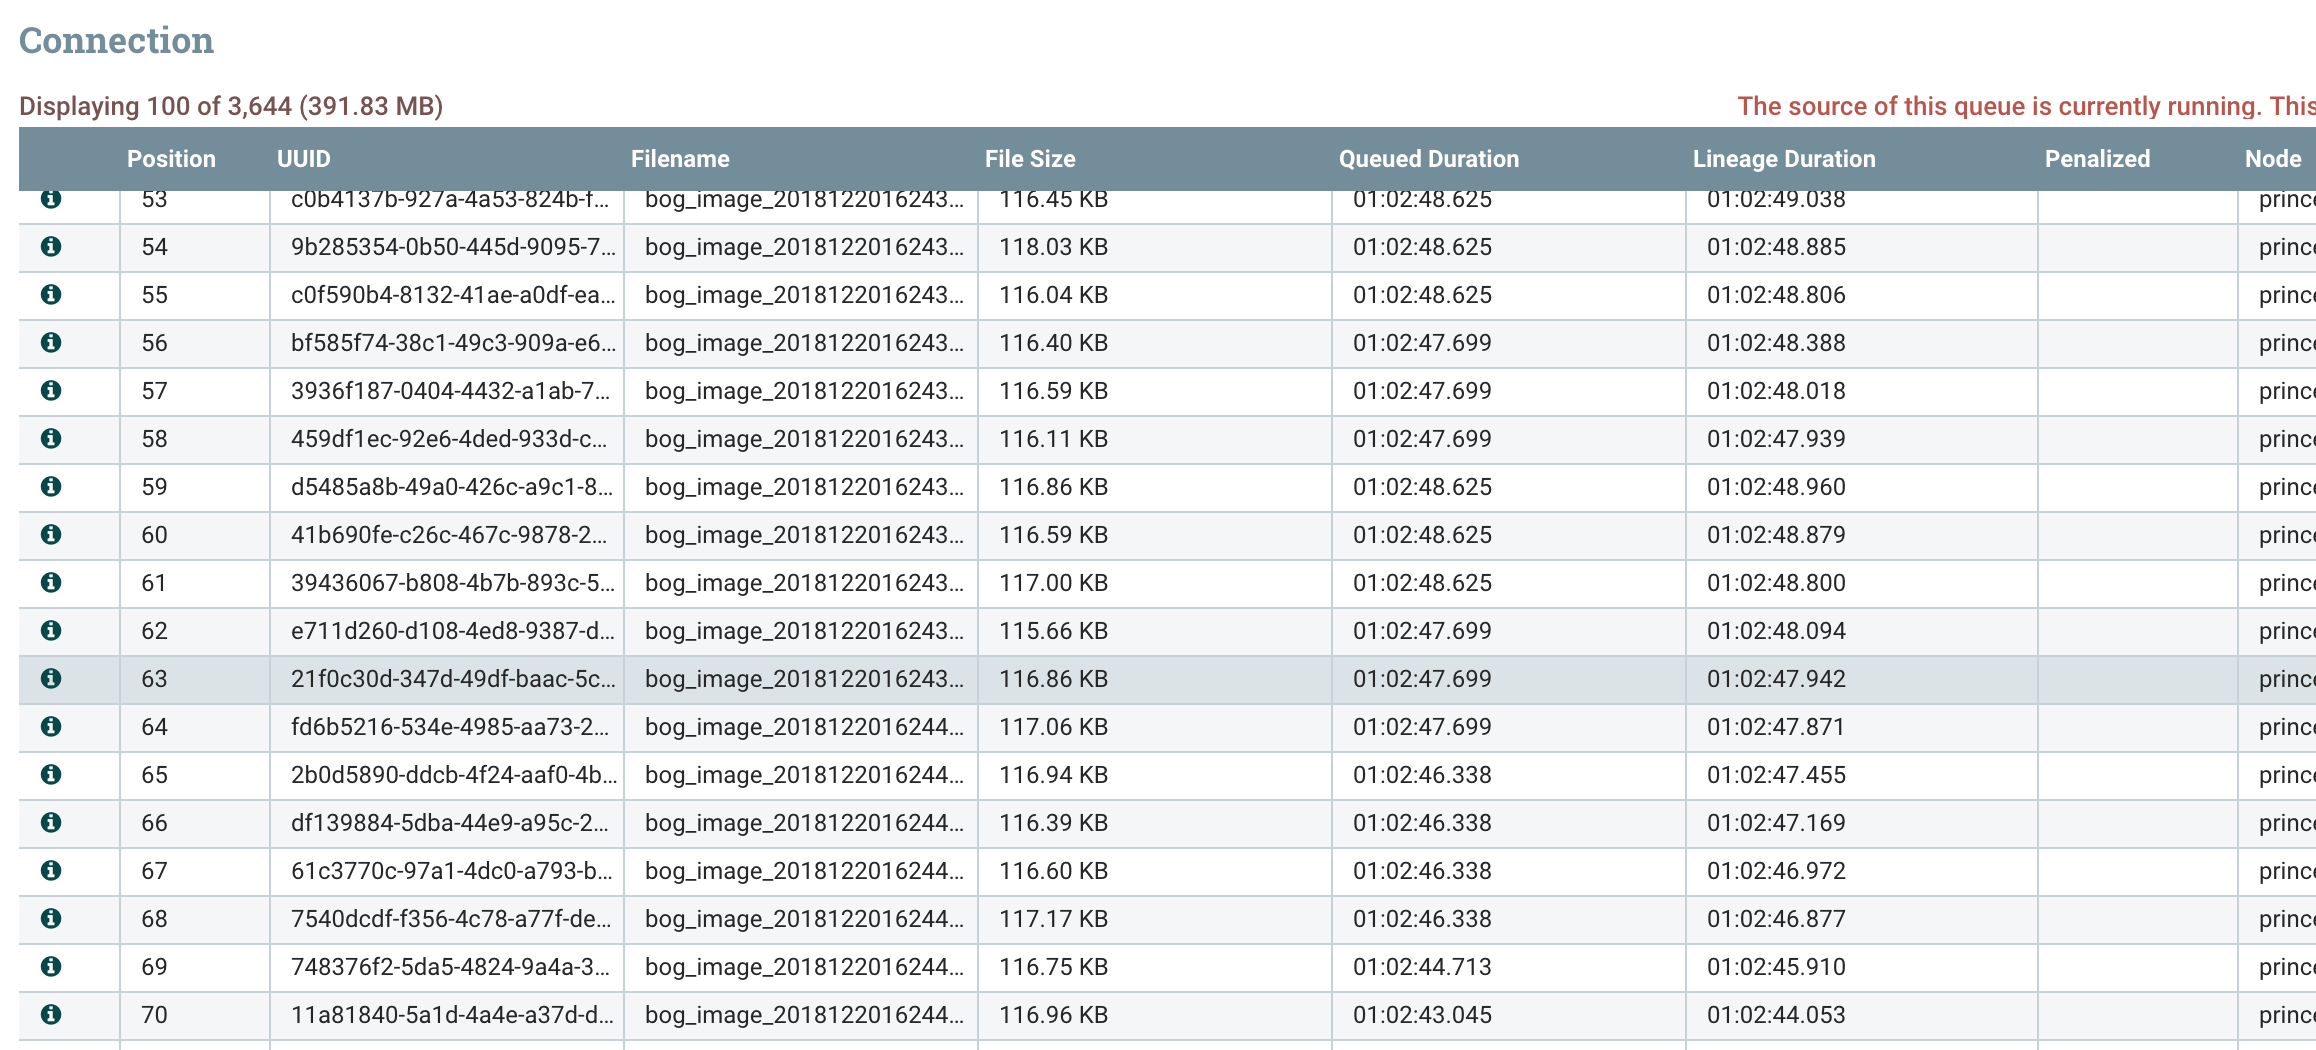 Connection
Displaying 100 of 3,644 (391.83 MB) The source of this queue is currently running. This
Position UUID Filename File Size Queued Duration Lineage Duration Penalized Node
53 c0b4137b-927a-4a53-824b-f... bog_image_2018122016243... 116.45 KB 01:02:48.625 01:02:49.038 prince
54 9b285354-0b50-445d-9095-7... bog_image_2018122016243... 118.03 KB 01:02:48.625 01:02:48.885 prince
55 c0f590b4-8132-41ae-a0df-ea... bog_image_2018122016243... 116.04 KB 01:02:48.625 01:02:48.806 prince
56 bf585f74-38c1-49c3-909a-e6... bog_image_2018122016243... 116.40 KB 01:02:47.699 01:02:48.388 prince
57 3936f187-0404-4432-a1ab-7... bog_image_2018122016243... 116.59 KB 01:02:47.699 01:02:48.018 prince
58 459df1ec-92e6-4ded-933d-c... bog_image_2018122016243... 116.11 KB 01:02:47.699 01:02:47.939 prince
59 d5485a8b-49a0-426c-a9c1-8... bog_image_2018122016243... 116.86 KB 01:02:48.625 01:02:48.960 prince
60 41b690fe-c26c-467c-9878-2... bog_image_2018122016243... 116.59 KB 01:02:48.625 01:02:48.879 prince
61 39436067-b808-4b7b-893c-5... bog_image_2018122016243... 117.00 KB 01:02:48.625 01:02:48.800 prince
62 e711d260-d108-4ed8-9387-d... bog_image_2018122016243... 115.66 KB 01:02:47.699 01:02:48.094 prince
63 21f0c30d-347d-49df-baac-5c... bog_image_2018122016243... 116.86 KB 01:02:47.699 01:02:47.942 prince
64 fd6b5216-534e-4985-aa73-2... bog_image_2018122016244... 117.06 KB 01:02:47.699 01:02:47.871 prince
65 2b0d5890-ddcb-4f24-aaf0-4b... bog_image_2018122016244... 116.94 KB 01:02:46.338 01:02:47.455 prince
66 df139884-5dba-44e9-a95c-2... bog_image_2018122016244... 116.39 KB 01:02:46.338 01:02:47.169 prince
67 61c3770c-97a1-4dc0-a793-b... bog_image_2018122016244... 116.60 KB 01:02:46.338 01:02:46.972 prince
68 7540dcdf-f356-4c78-a77f-de... bog_image_2018122016244... 117.17 KB 01:02:46.338 01:02:46.877 prince
69 748376f2-5da5-4824-9a4a-3... bog_image_2018122016244... 116.75 KB 01:02:44.713 01:02:45.910 prince
70 11a81840-5a1d-4a4e-a37d-d... bog_image_2018122016244... 116.96 KB 01:02:43.045 01:02:44.053 prince